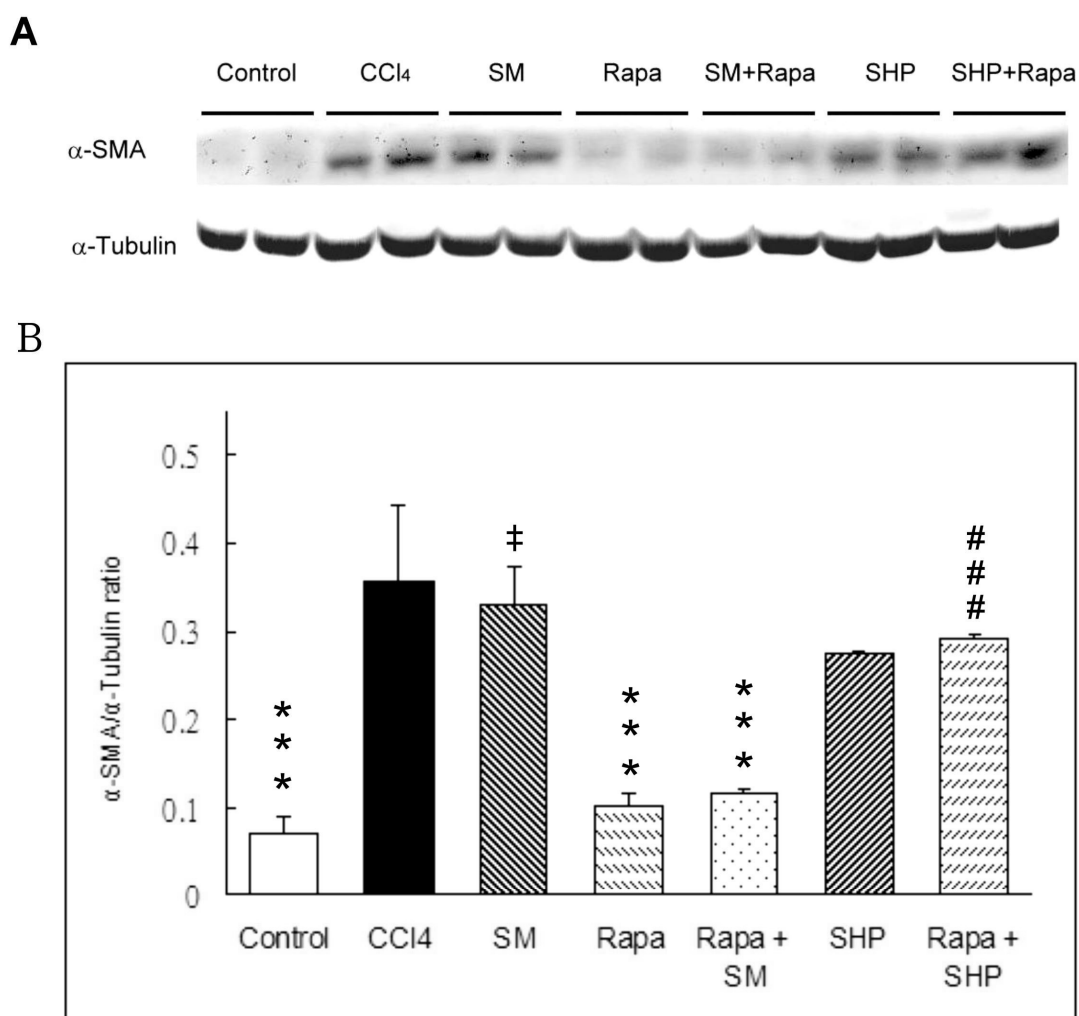 A
Control CCl₄ SM Rapa SM+Rapa SHP SHP+Rapa
α-SMA
α-Tubulin
B
α-SMA/α-Tubulin ratio
0.5
0.4
0.3
0.2
0.1
0
***
‡
***
***
###
Control CCl4 SM Rapa Rapa + SM SHP Rapa + SHP